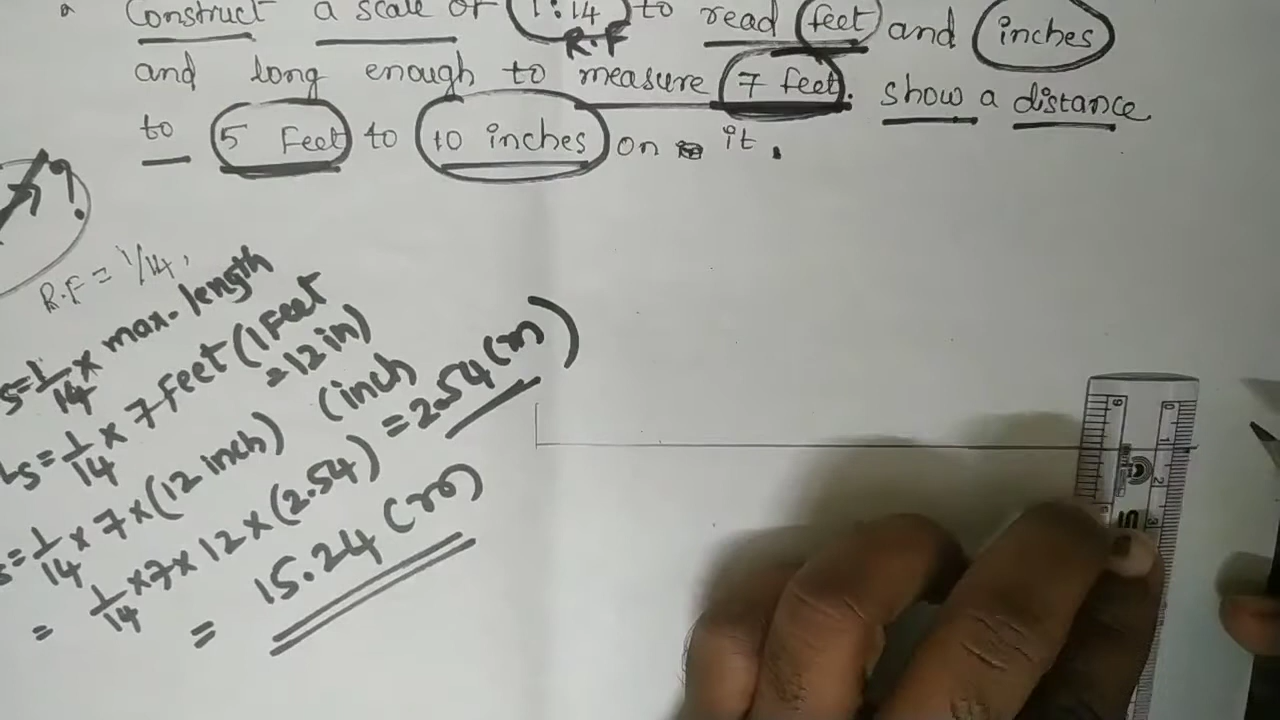 Construct a scale of 1:14 to read feet and inches
R.F
and long enough to measure 7 feet. show a distance
to 5 Feet to 10 inches on it.
R.F = 1/14,
S = 1/14 × max. length
Ls = 1/14 × 7 feet (1 Feet = 12 in)
s = 1/14 × 7 × (12 inch) (inch = 2.54 cm)
= 1/14 × 7 × 12 × (2.54)
= 15.24 cm